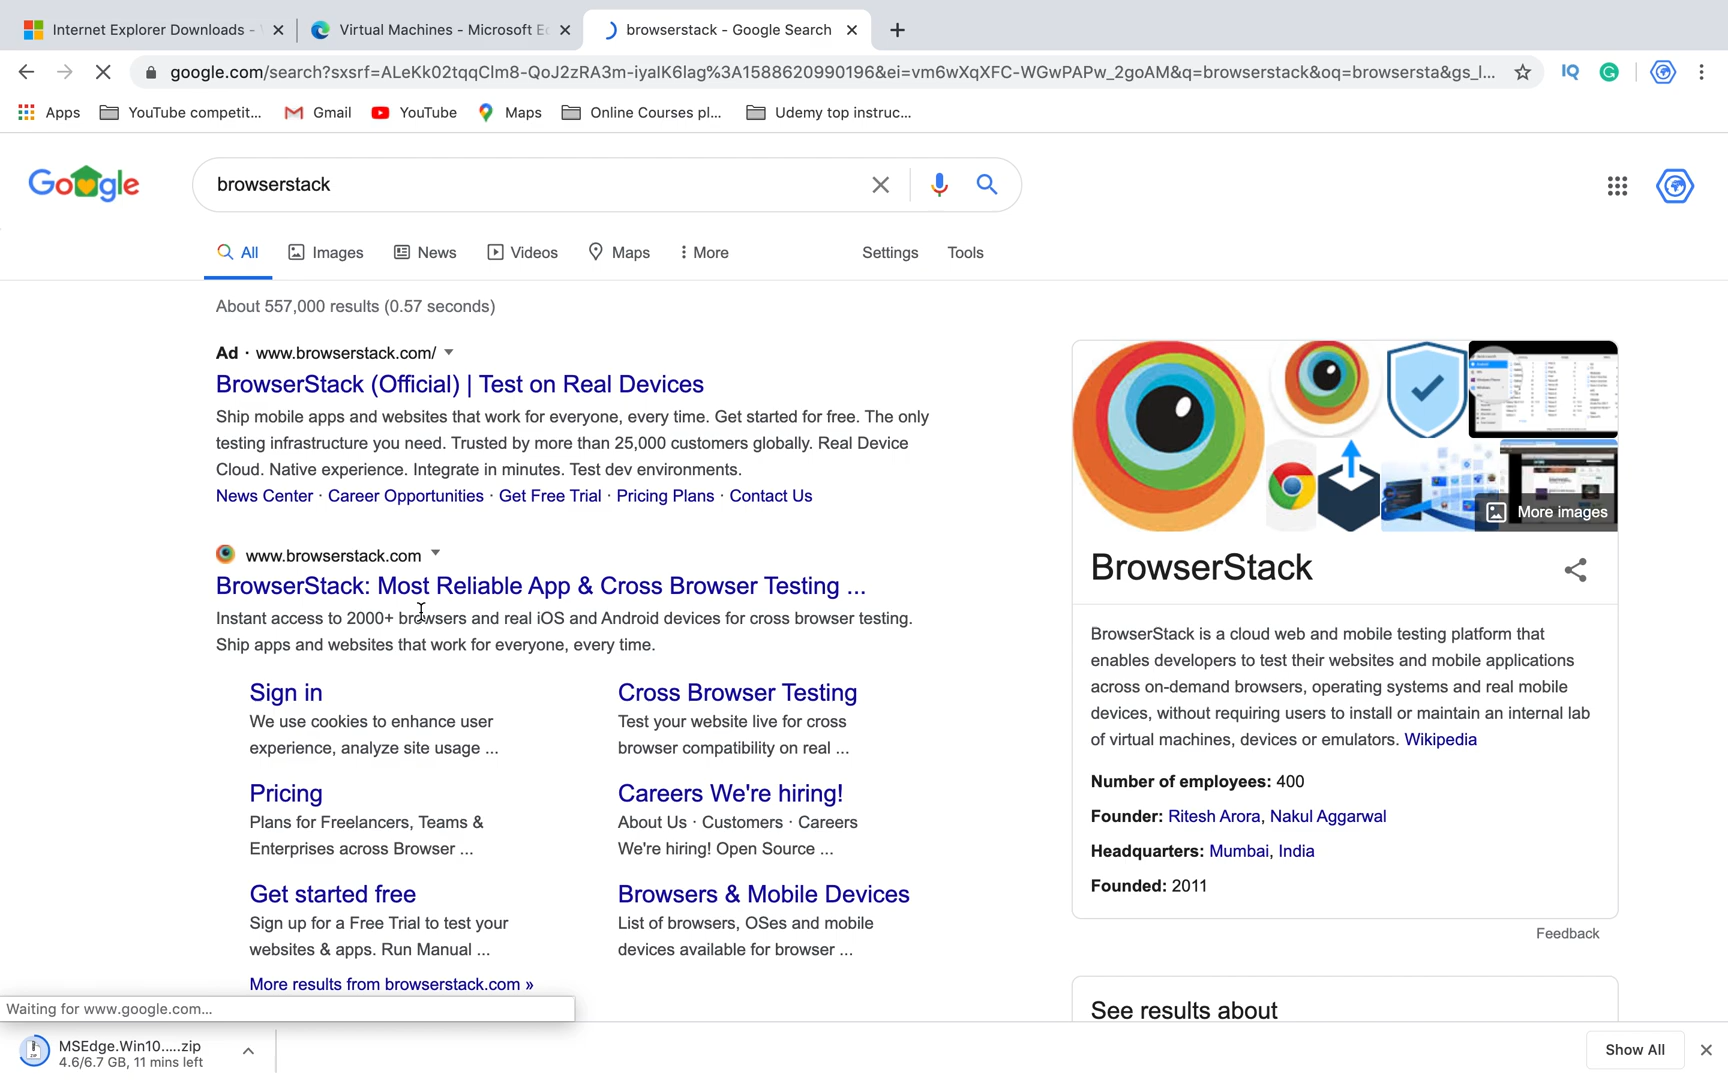 Internet Explorer Downloads -
Virtual Machines - Microsoft E
browserstack - Google Search
google.com/search?sxsrf=ALeKk02tqqClm8-QoJ2zRA3m-iyalK6lag%3A1588620990196&ei=vm6wXqXFC-WGwPAPw_2goAM&q=browserstack&oq=browsersta&gs_l...
IQ
Apps
YouTube competit...
Gmail
YouTube
Maps
Online Courses pl...
Udemy top instruc...
Google
browserstack
All
Images
News
Videos
Maps
More
Settings
Tools
About 557,000 results (0.57 seconds)
Ad · www.browserstack.com/
BrowserStack (Official) | Test on Real Devices
Ship mobile apps and websites that work for everyone, every time. Get started for free. The only
testing infrastructure you need. Trusted by more than 25,000 customers globally. Real Device
Cloud. Native experience. Integrate in minutes. Test dev environments.
News Center · Career Opportunities · Get Free Trial · Pricing Plans · Contact Us
www.browserstack.com
BrowserStack: Most Reliable App & Cross Browser Testing ...
Instant access to 2000+ browsers and real iOS and Android devices for cross browser testing.
Ship apps and websites that work for everyone, every time.
Sign in
We use cookies to enhance user
experience, analyze site usage ...
Cross Browser Testing
Test your website live for cross
browser compatibility on real ...
Pricing
Plans for Freelancers, Teams &
Enterprises across Browser ...
Careers We're hiring!
About Us · Customers · Careers
We're hiring! Open Source ...
Get started free
Sign up for a Free Trial to test your
websites & apps. Run Manual ...
Browsers & Mobile Devices
List of browsers, OSes and mobile
devices available for browser ...
More results from browserstack.com »
More images
BrowserStack
BrowserStack is a cloud web and mobile testing platform that
enables developers to test their websites and mobile applications
across on-demand browsers, operating systems and real mobile
devices, without requiring users to install or maintain an internal lab
of virtual machines, devices or emulators. Wikipedia
Number of employees: 400
Founder: Ritesh Arora, Nakul Aggarwal
Headquarters: Mumbai, India
Founded: 2011
Feedback
See results about
Waiting for www.google.com...
MSEdge.Win10.....zip
4.6/6.7 GB, 11 mins left
Show All